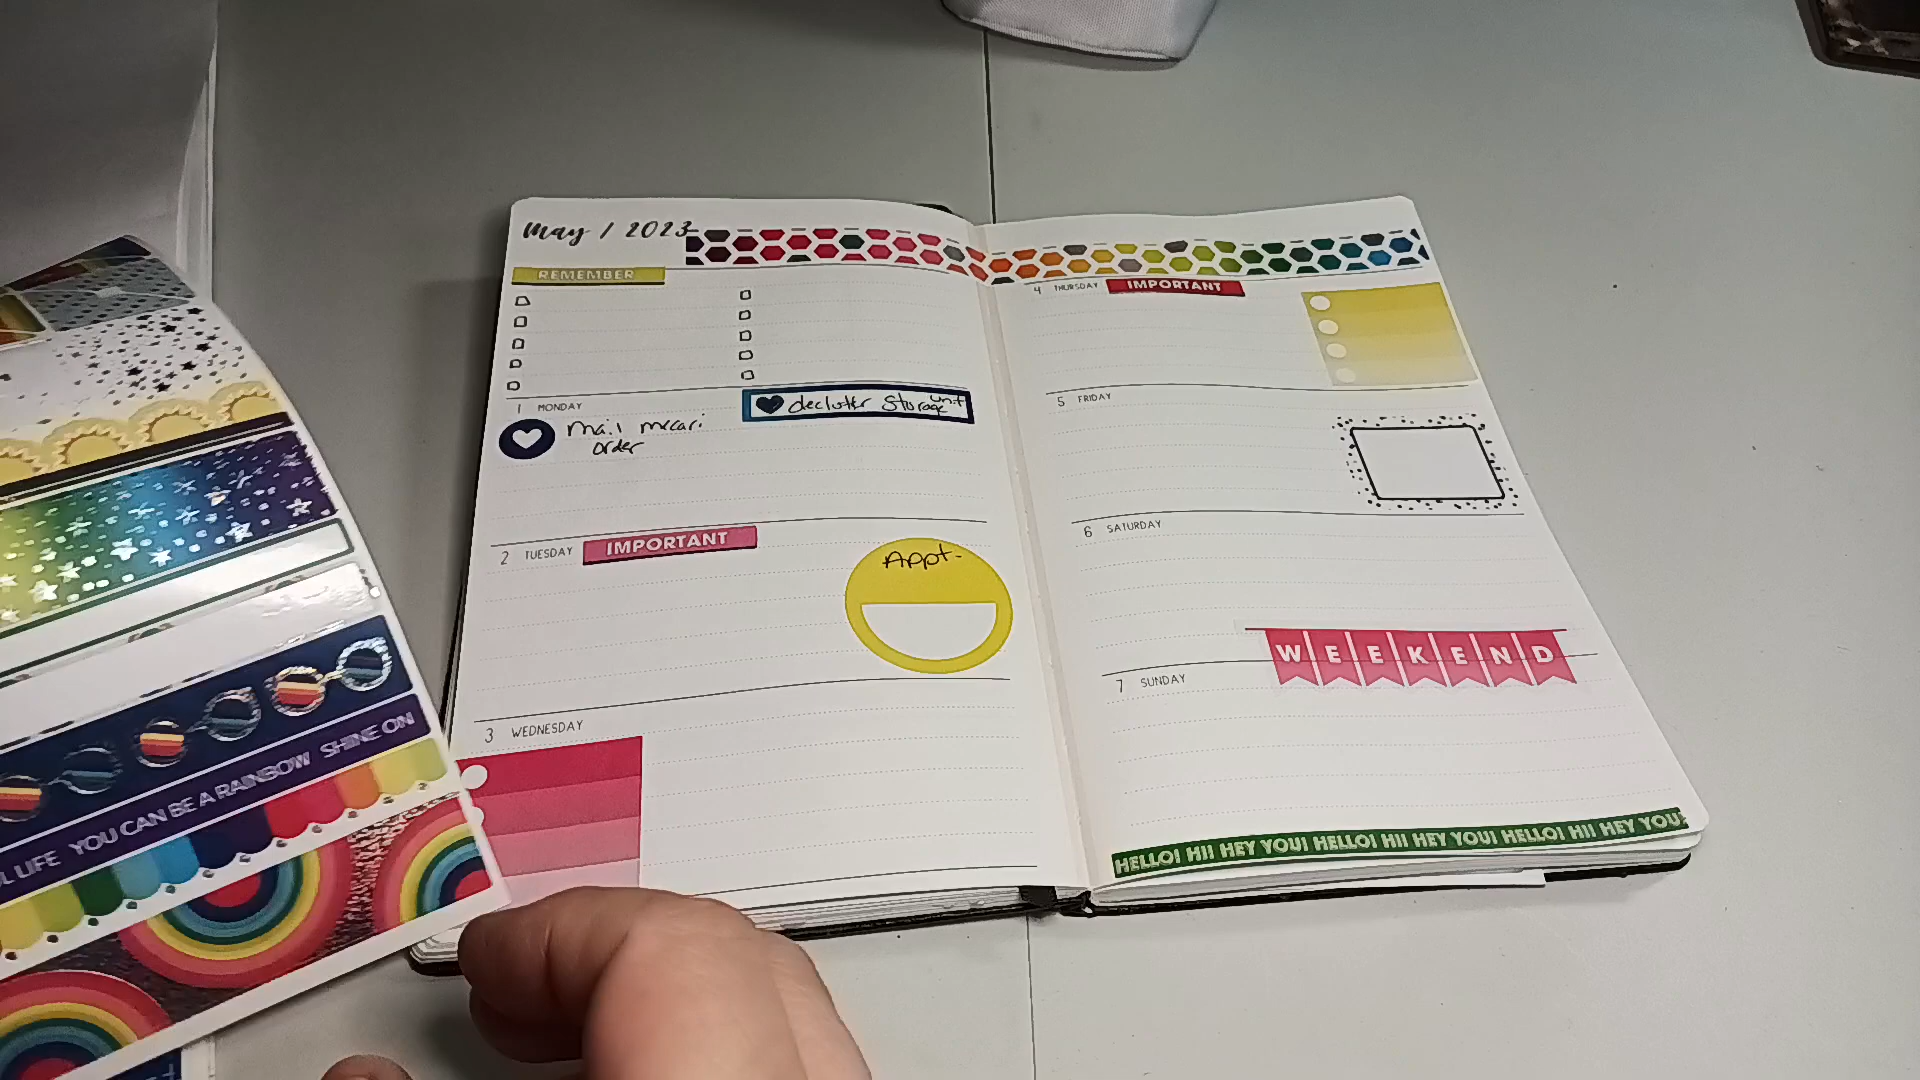 May / 2023
REMEMBER
1 MONDAY
declutter Storage unit
mail mecari
order
2 TUESDAY
IMPORTANT
Appt.
3 WEDNESDAY
4 THURSDAY
IMPORTANT
5 FRIDAY
6 SATURDAY
WEEKEND
7 SUNDAY
HELLO! HI! HEY YOU! HELLO! HI! HEY YOU! HELLO! HI! HEY YOU!
LIFE YOU CAN BE A RAINBOW SHINE ON